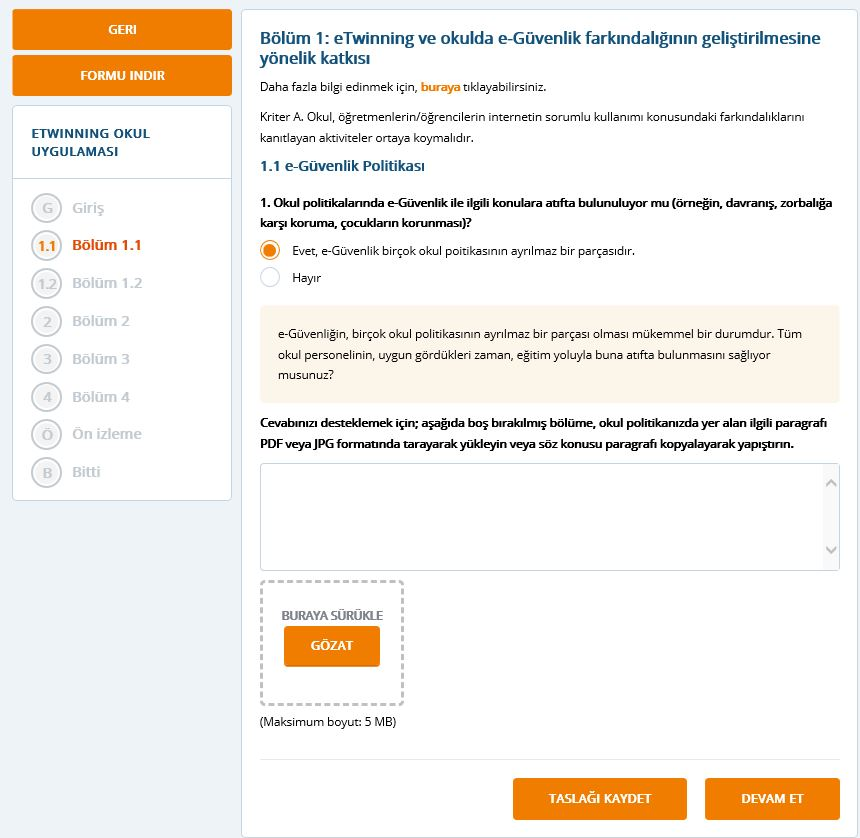 GERI
FORMU INDIR
ETWINNING OKUL
UYGULAMASI
G Giriş
1.1 Bölüm 1.1
1.2 Bölüm 1.2
2 Bölüm 2
3 Bölüm 3
4 Bölüm 4
Ö Ön izleme
B Bitti
Bölüm 1: eTwinning ve okulda e-Güvenlik farkındalığının geliştirilmesine
yönelik katkısı
Daha fazla bilgi edinmek için, buraya tıklayabilirsiniz.
Kriter A. Okul, öğretmenlerin/öğrencilerin internetin sorumlu kullanımı konusundaki farkındalıklarını
kanıtlayan aktiviteler ortaya koymalıdır.
1.1 e-Güvenlik Politikası
1. Okul politikalarında e-Güvenlik ile ilgili konulara atıfta bulunuluyor mu (örneğin, davranış, zorbalığa
karşı koruma, çocukların korunması)?
Evet, e-Güvenlik birçok okul poitikasının ayrılmaz bir parçasıdır.
Hayır
e-Güvenliğin, birçok okul politikasının ayrılmaz bir parçası olması mükemmel bir durumdur. Tüm
okul personelinin, uygun gördükleri zaman, eğitim yoluyla buna atıfta bulunmasını sağlıyor
musunuz?
Cevabınızı desteklemek için; aşağıda boş bırakılmış bölüme, okul politikanızda yer alan ilgili paragrafı
PDF veya JPG formatında tarayarak yükleyin veya söz konusu paragrafı kopyalayarak yapıştırın.
BURAYA SÜRÜKLE
GÖZAT
(Maksimum boyut: 5 MB)
TASLAĞI KAYDET
DEVAM ET